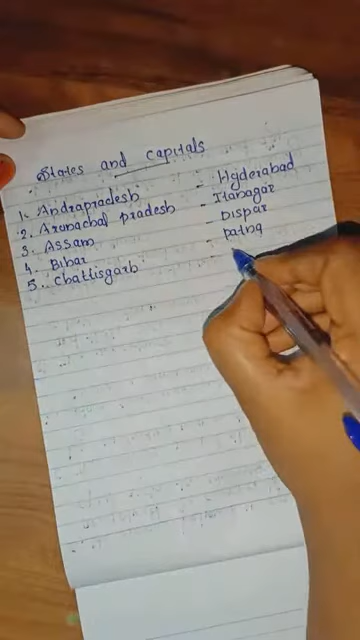 States and capitals
1. Andrapradesh - Hyderabad
2. Arunachal pradesh - Itanagar
3. Assam - Dispar
4. Bihar - patna
5. Chattisgarh -